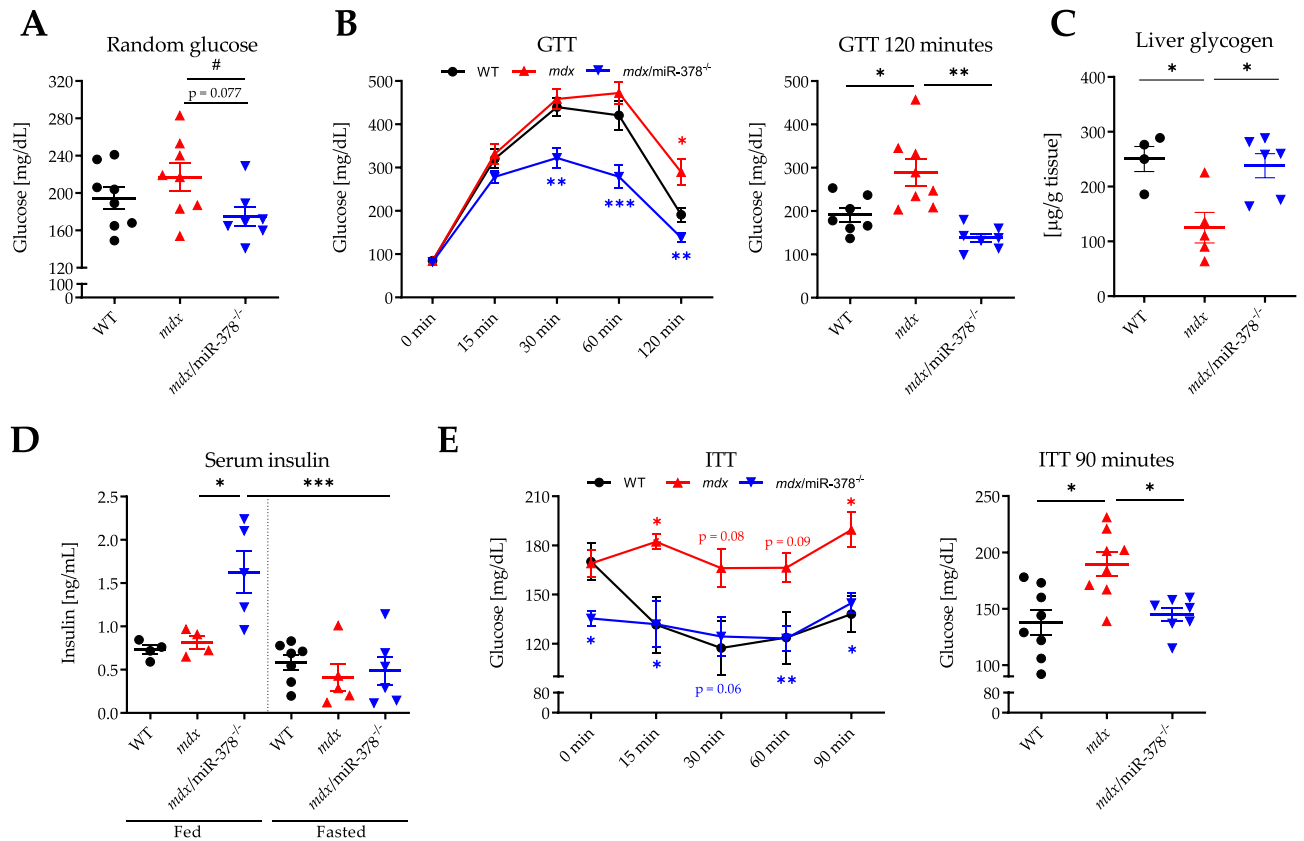 A
Random glucose
#
p = 0.077
Glucose [mg/dL]
320
280
240
200
160
120
100
0
WT
mdx
mdx/miR-378⁻/⁻
B
GTT
WT
mdx
mdx/miR-378⁻/⁻
Glucose [mg/dL]
500
400
300
200
100
0
*
**
***
**
0 min
15 min
30 min
60 min
120 min
GTT 120 minutes
*
**
Glucose [mg/dL]
500
400
300
200
100
0
WT
mdx
mdx/miR-378⁻/⁻
C
Liver glycogen
*
*
[µg/g tissue]
400
300
200
100
0
WT
mdx
mdx/miR-378⁻/⁻
D
Serum insulin
*
***
Insulin [ng/mL]
2.5
2.0
1.5
1.0
0.5
0.0
WT
mdx
mdx/miR-378⁻/⁻
WT
mdx
mdx/miR-378⁻/⁻
Fed
Fasted
E
ITT
WT
mdx
mdx/miR-378⁻/⁻
Glucose [mg/dL]
210
180
150
120
80
0
*
p = 0.08
p = 0.09
*
*
*
p = 0.06
**
*
0 min
15 min
30 min
60 min
90 min
ITT 90 minutes
*
*
Glucose [mg/dL]
250
200
150
100
80
0
WT
mdx
mdx/miR-378⁻/⁻